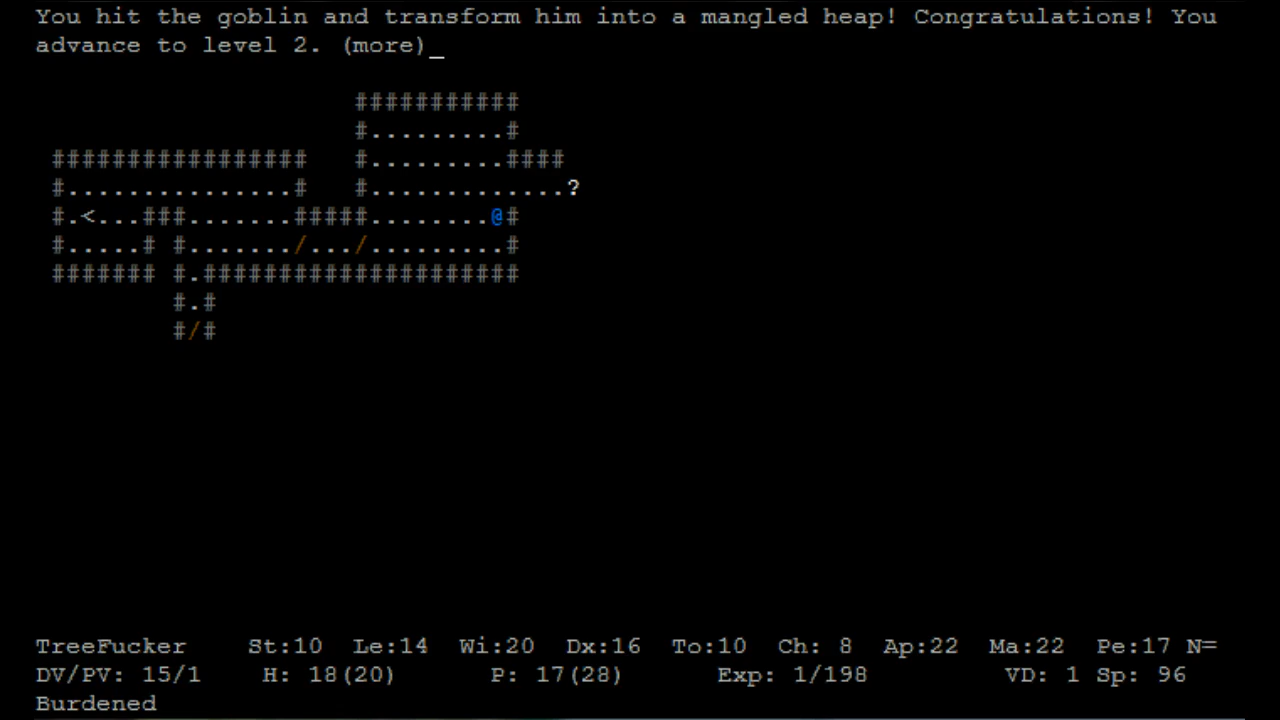 You hit the goblin and transform him into a mangled heap! Congratulations! You
advance to level 2. (more)_
###########
#.........#
################# #.........####
#...............# #.............?
#.<...###.......#####........@#
#.....# #......./.../.........#
####### #.#####################
#.#
#/#
TreeFucker St:10 Le:14 Wi:20 Dx:16 To:10 Ch: 8 Ap:22 Ma:22 Pe:17 N=
DV/PV: 15/1 H: 18(20) P: 17(28) Exp: 1/198 VD: 1 Sp: 96
Burdened